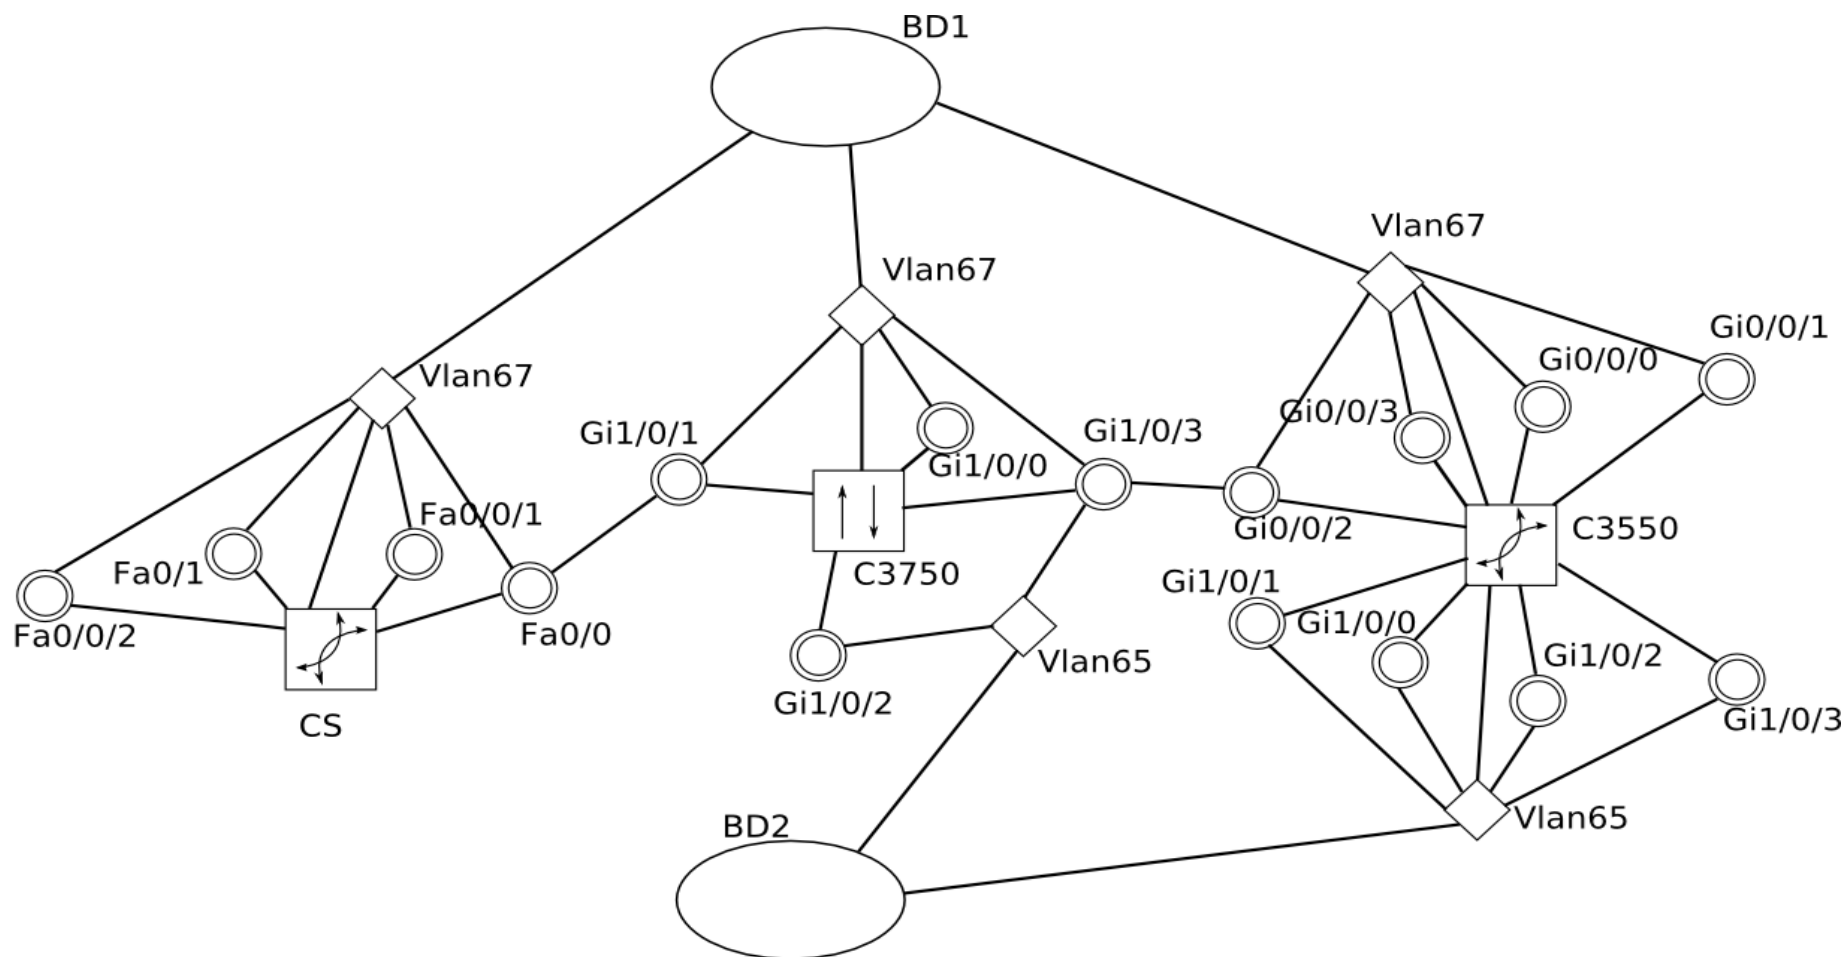 BD1
Vlan67
Vlan67
Gi0/0/1
Gi0/0/0
Vlan67
Gi0/0/3
Gi1/0/1
Gi1/0/3
Gi1/0/0
Fa0/0/1
Gi0/0/2
C3550
Fa0/1
C3750
Gi1/0/1
Gi1/0/0
Fa0/0/2
Fa0/0
Vlan65
Gi1/0/2
Gi1/0/2
Gi1/0/3
CS
BD2
Vlan65